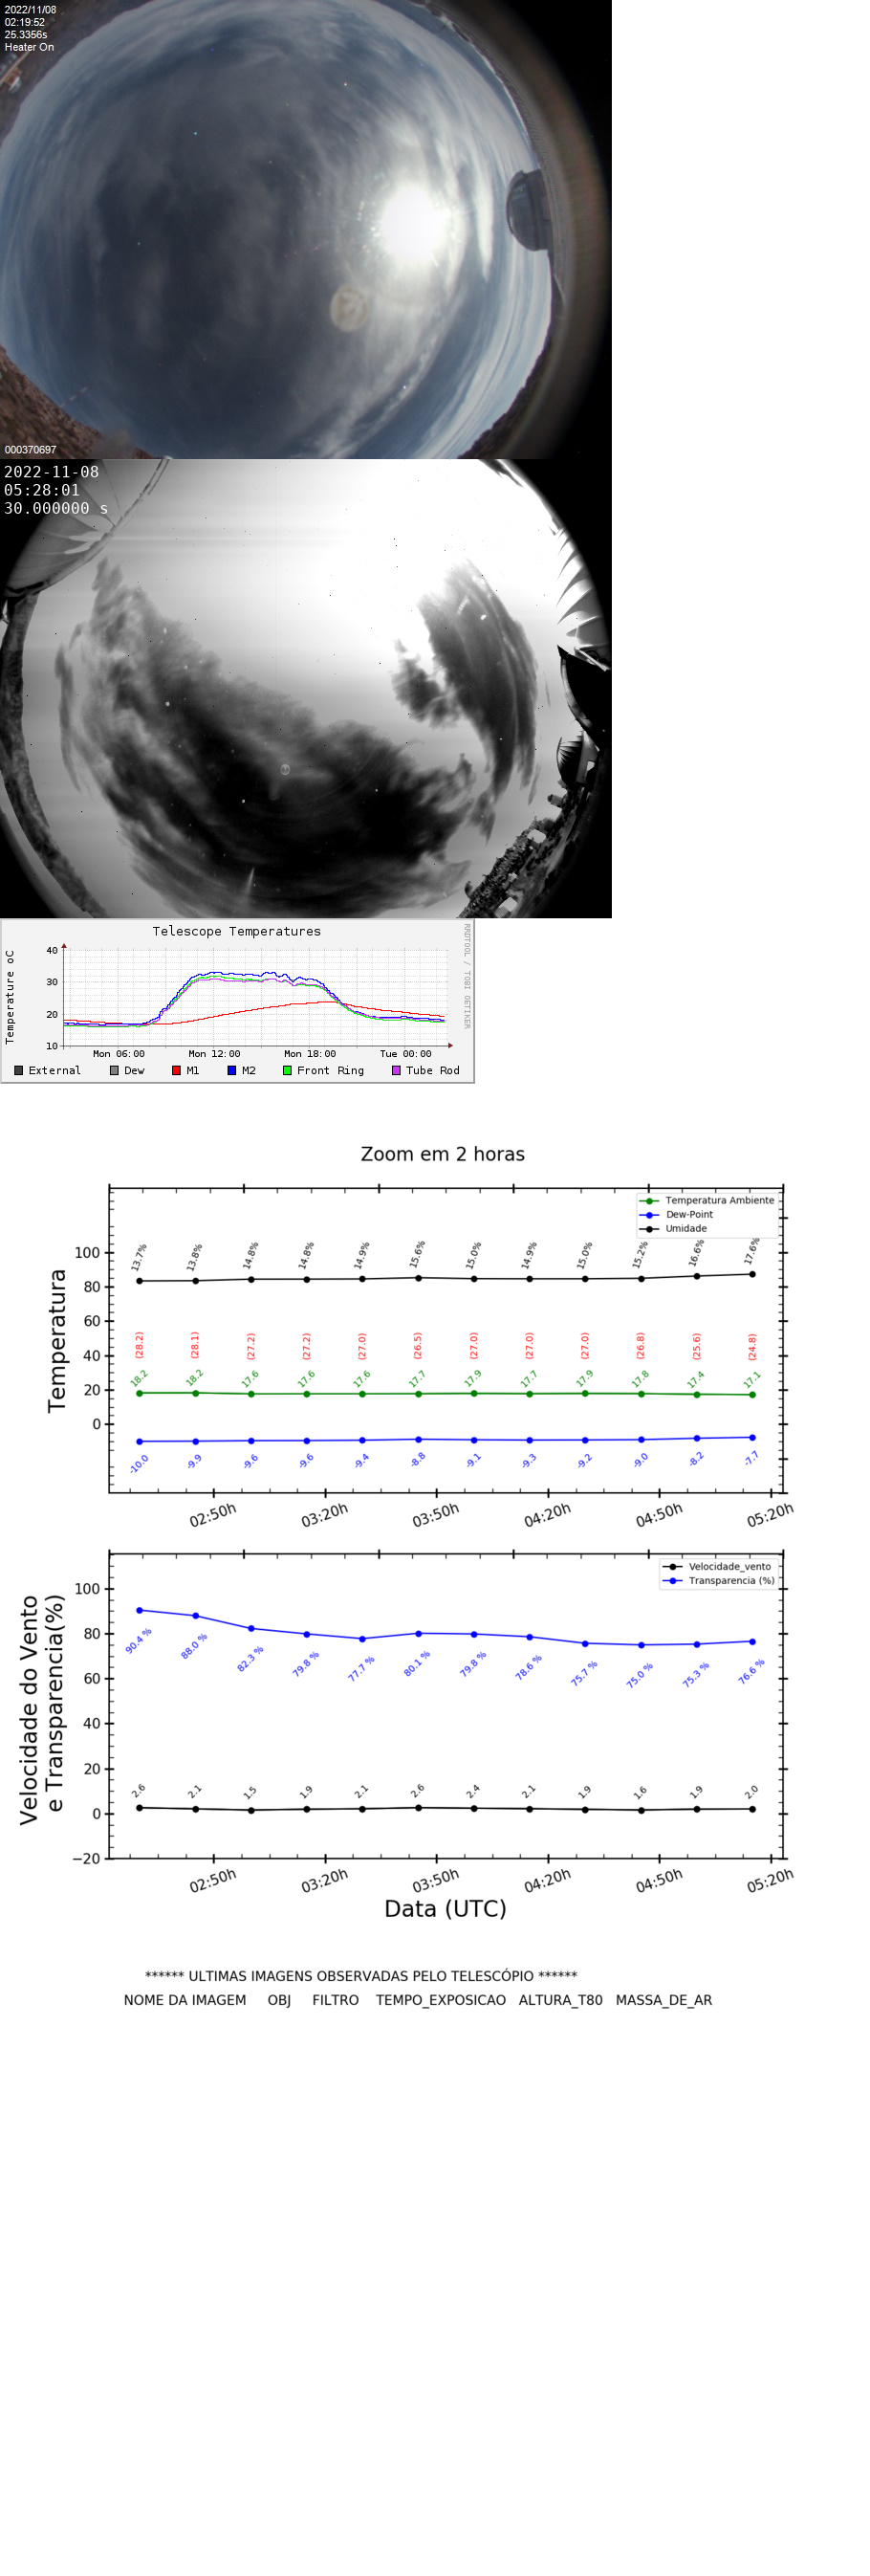 2022/11/08
02:19:52
25.3356s
Heater On
000370697
2022-11-08
05:28:01
30.000000 s
Telescope Temperatures
RRDTOOL / TOBI OETIKER
Temperature oC
40
30
20
10
Mon 06:00 Mon 12:00 Mon 18:00 Tue 00:00
External Dew M1 M2 Front Ring Tube Rod
Zoom em 2 horas
Temperatura Ambiente
Dew-Point
Umidade
Temperatura
100
80
60
40
20
0
13.7% 13.8% 14.8% 14.8% 14.9% 15.6% 15.0% 14.9% 15.0% 15.2% 16.6% 17.6%
(28.2) (28.1) (27.2) (27.2) (27.0) (26.5) (27.0) (27.0) (27.0) (26.8) (25.6) (24.8)
18.2 18.2 17.6 17.6 17.6 17.7 17.9 17.7 17.9 17.8 17.4 17.1
-10.0 -9.9 -9.6 -9.6 -9.4 -8.8 -9.1 -9.3 -9.2 -9.0 -8.2 -7.7
02:50h 03:20h 03:50h 04:20h 04:50h 05:20h
Velocidade_vento
Transparencia (%)
Velocidade do Vento
e Transparencia(%)
100
80
60
40
20
0
−20
90.4 % 88.0 % 82.3 % 79.8 % 77.7 % 80.1 % 79.8 % 78.6 % 75.7 % 75.0 % 75.3 % 76.6 %
2.6 2.1 1.5 1.9 2.1 2.6 2.4 2.1 1.9 1.6 1.9 2.0
02:50h 03:20h 03:50h 04:20h 04:50h 05:20h
Data (UTC)
****** ULTIMAS IMAGENS OBSERVADAS PELO TELESCÓPIO ******
NOME DA IMAGEM OBJ FILTRO TEMPO_EXPOSICAO ALTURA_T80 MASSA_DE_AR